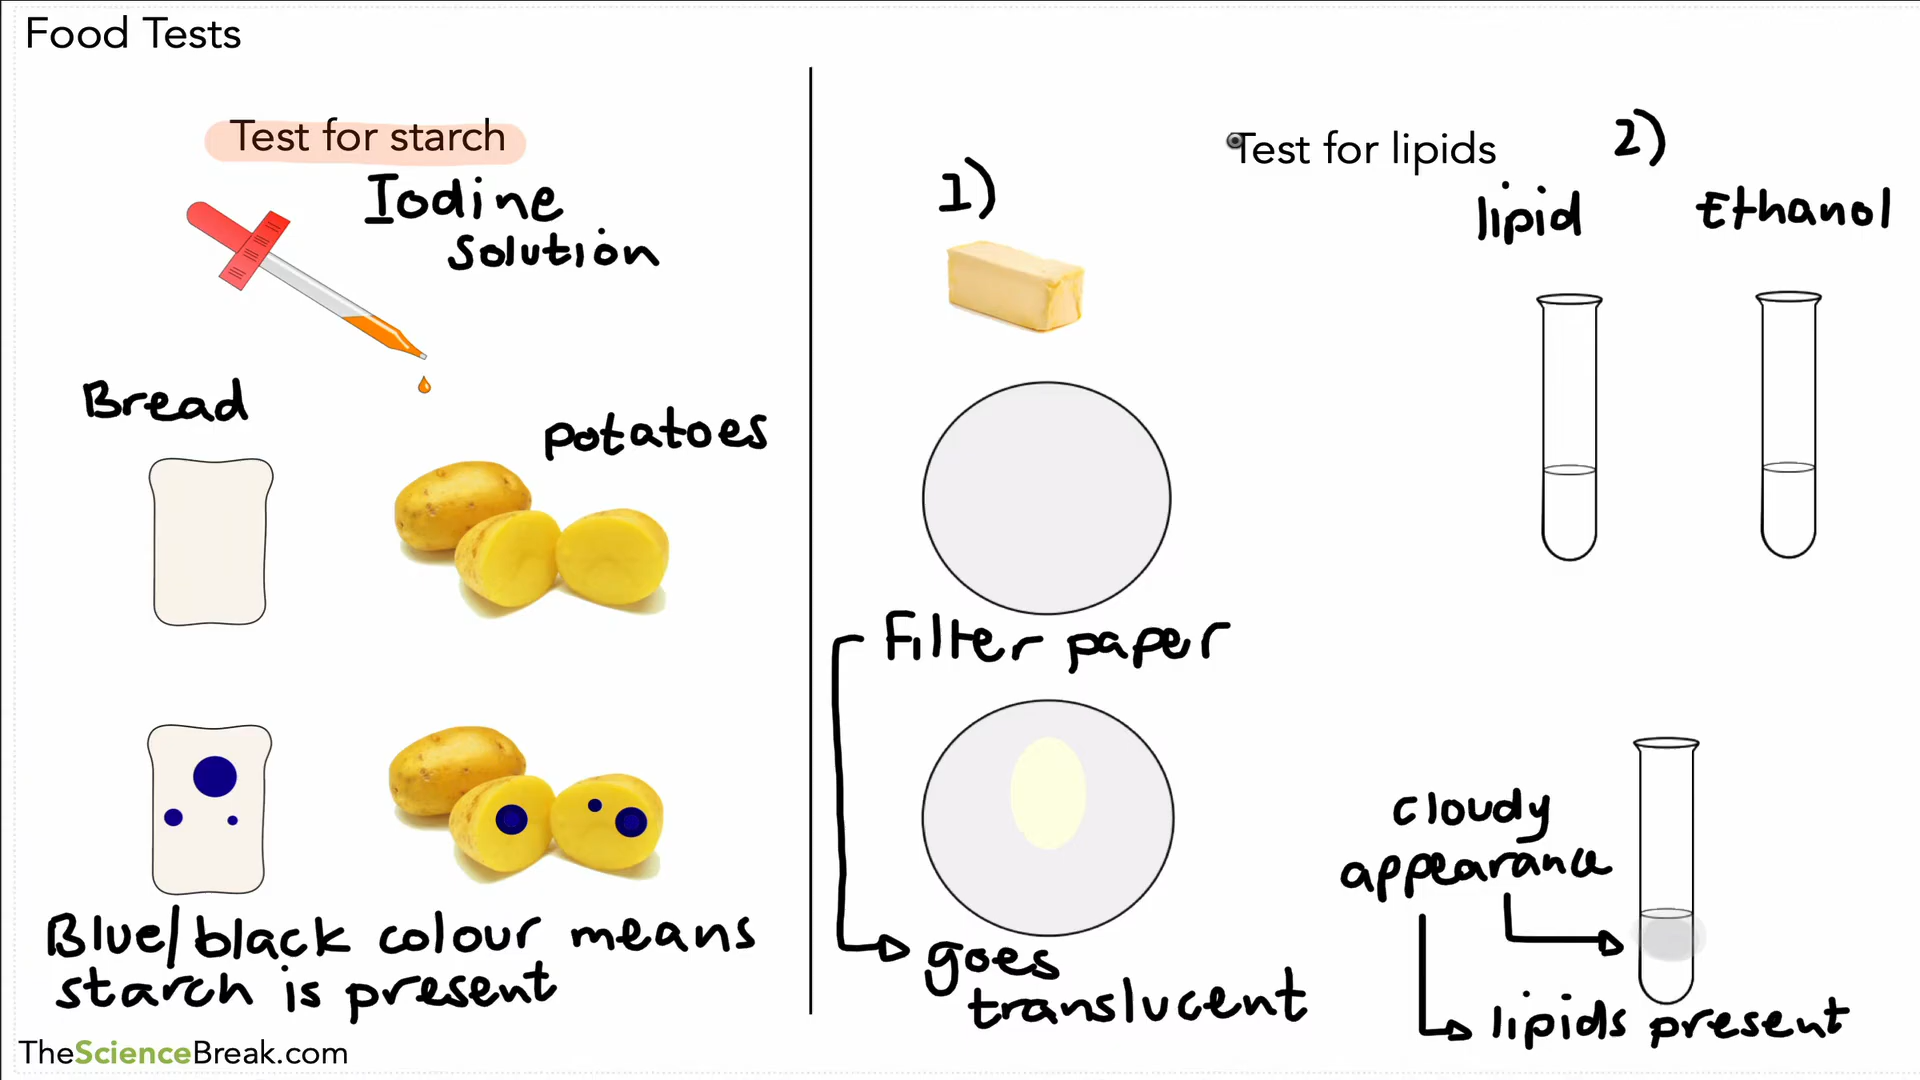 Food Tests
Test for starch
Iodine
solution
Bread
potatoes
Blue/black colour means
starch is present
Test for lipids
1)
Filter paper
goes
translucent
2)
lipid
Ethanol
cloudy
appearance
lipids present
TheScienceBreak.com